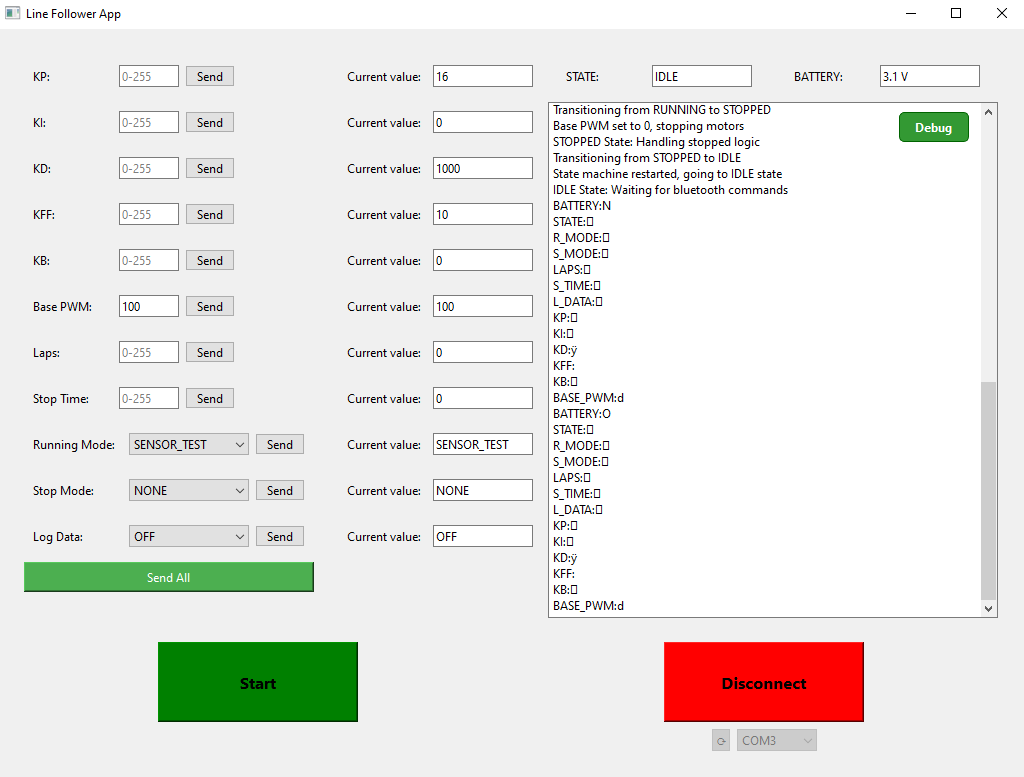 Line Follower App
KP: 0-255 Send Current value: 16 STATE: IDLE BATTERY: 3.1 V
KI: 0-255 Send Current value: 0
KD: 0-255 Send Current value: 1000
KFF: 0-255 Send Current value: 10
KB: 0-255 Send Current value: 0
Base PWM: 100 Send Current value: 100
Laps: 0-255 Send Current value: 0
Stop Time: 0-255 Send Current value: 0
Running Mode: SENSOR_TEST Send Current value: SENSOR_TEST
Stop Mode: NONE Send Current value: NONE
Log Data: OFF Send Current value: OFF
Send All
Debug
Transitioning from RUNNING to STOPPED
Base PWM set to 0, stopping motors
STOPPED State: Handling stopped logic
Transitioning from STOPPED to IDLE
State machine restarted, going to IDLE state
IDLE State: Waiting for bluetooth commands
BATTERY:N
STATE:▯
R_MODE:▯
S_MODE:▯
LAPS:▯
S_TIME:▯
L_DATA:▯
KP:▯
KI:▯
KD:ÿ
KFF:
KB:▯
BASE_PWM:d
BATTERY:O
STATE:▯
R_MODE:▯
S_MODE:▯
LAPS:▯
S_TIME:▯
L_DATA:▯
KP:▯
KI:▯
KD:ÿ
KFF:
KB:▯
BASE_PWM:d
Start
Disconnect
COM3